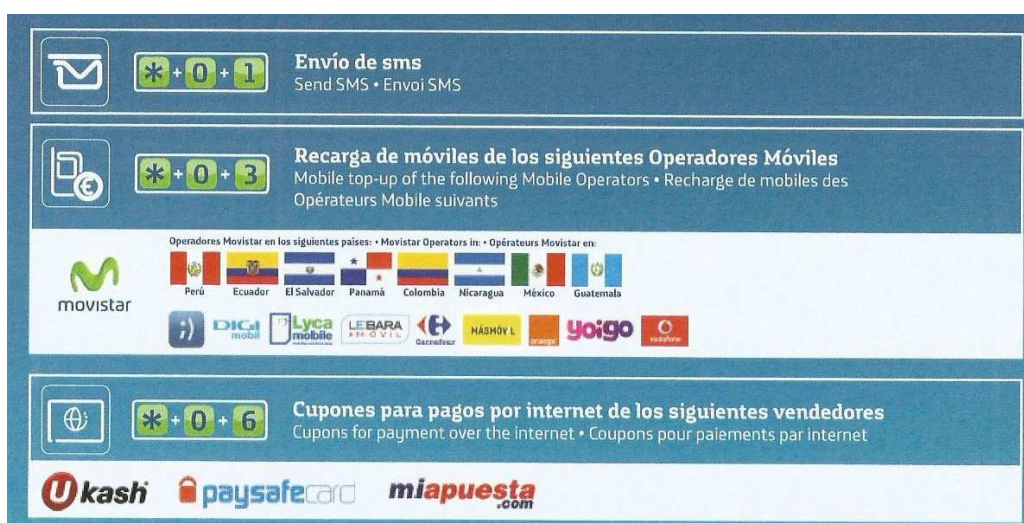 * + 0 + 1
Envío de sms
Send SMS • Envoi SMS
* + 0 + 3
Recarga de móviles de los siguientes Operadores Móviles
Mobile top-up of the following Mobile Operators • Recharge de mobiles des
Opérateurs Mobile suivants
Operadores Movistar en los siguientes países: • Movistar Operators in: • Opérateurs Movistar en:
movistar
Perú Ecuador El Salvador Panamá Colombia Nicaragua México Guatemala
;) DIGI mobil Lyca mobile LEBARA MÓVIL Carrefour MÁSMÓVIL orange yoigo vodafone
* + 0 + 6
Cupones para pagos por internet de los siguientes vendedores
Cupons for payment over the internet • Coupons pour paiements par internet
Ukash paysafecard miapuesta
.com